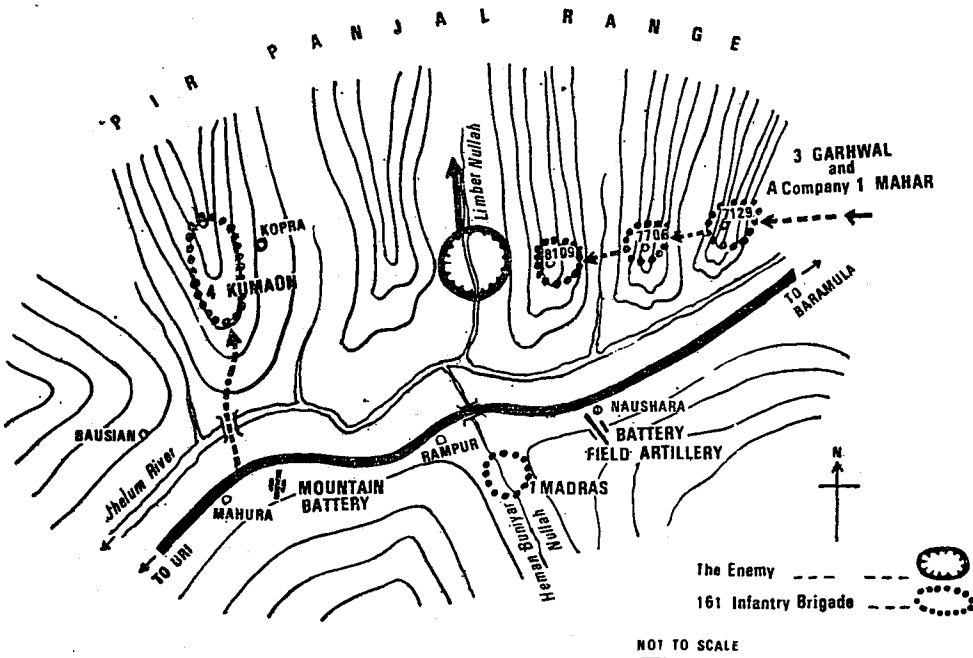 PIR PANJAL RANGE
Limber Nullah
3 GARHWAL
and
A Company 1 MAHAR
7129
7706
8109
KOPRA
4 KUMAON
TO BARAMULA
NAUSHARA
BATTERY
FIELD ARTILLERY
BAUSIAN
RAMPUR
Jhelum River
MOUNTAIN
BATTERY
MAHURA
1 MADRAS
Heman Buniyar
Nullah
TO URI
N
The Enemy
161 Infantry Brigade
NOT TO SCALE